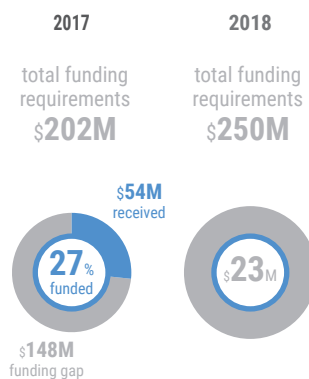 2017
total funding
requirements
$202M
$54M
received
27%
funded
$148M
funding gap
2018
total funding
requirements
$250M
$23M